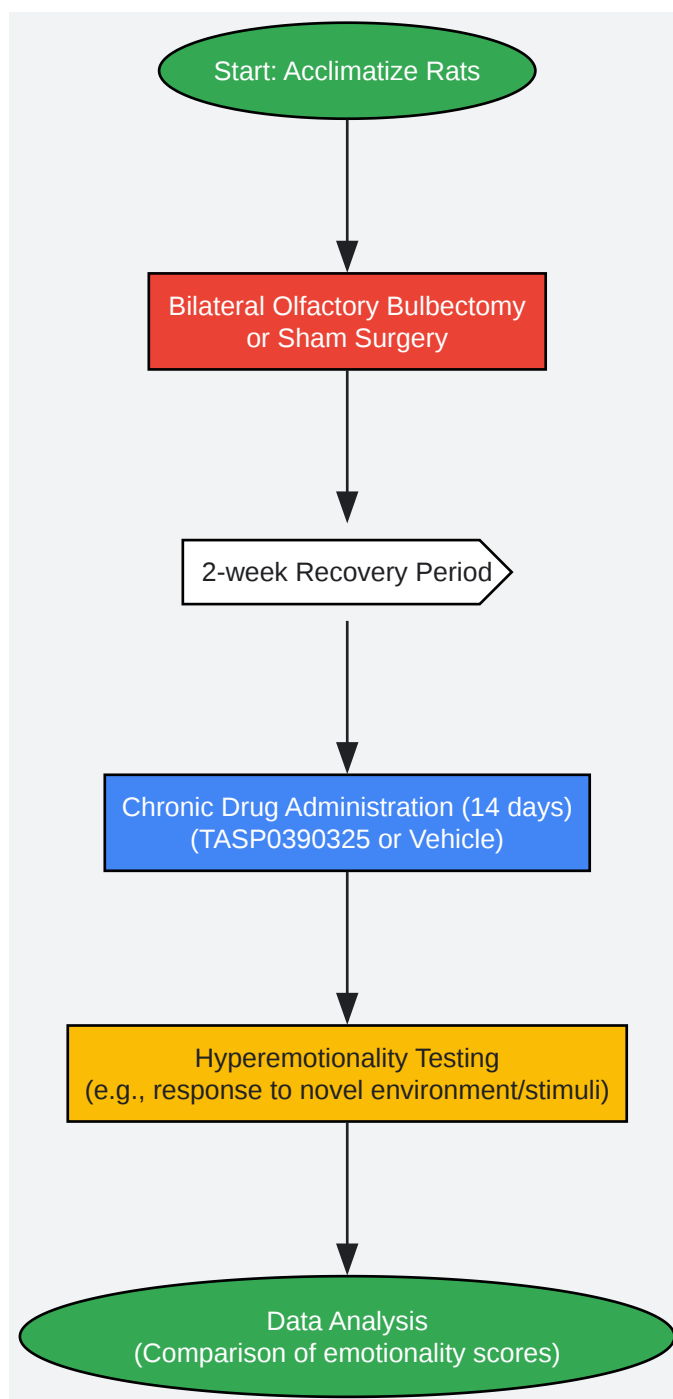 Start: Acclimatize Rats
Bilateral Olfactory Bulbectomy
or Sham Surgery
2-week Recovery Period
Chronic Drug Administration (14 days)
(TASP0390325 or Vehicle)
Hyperemotionality Testing
(e.g., response to novel environment/stimuli)
Data Analysis
(Comparison of emotionality scores)